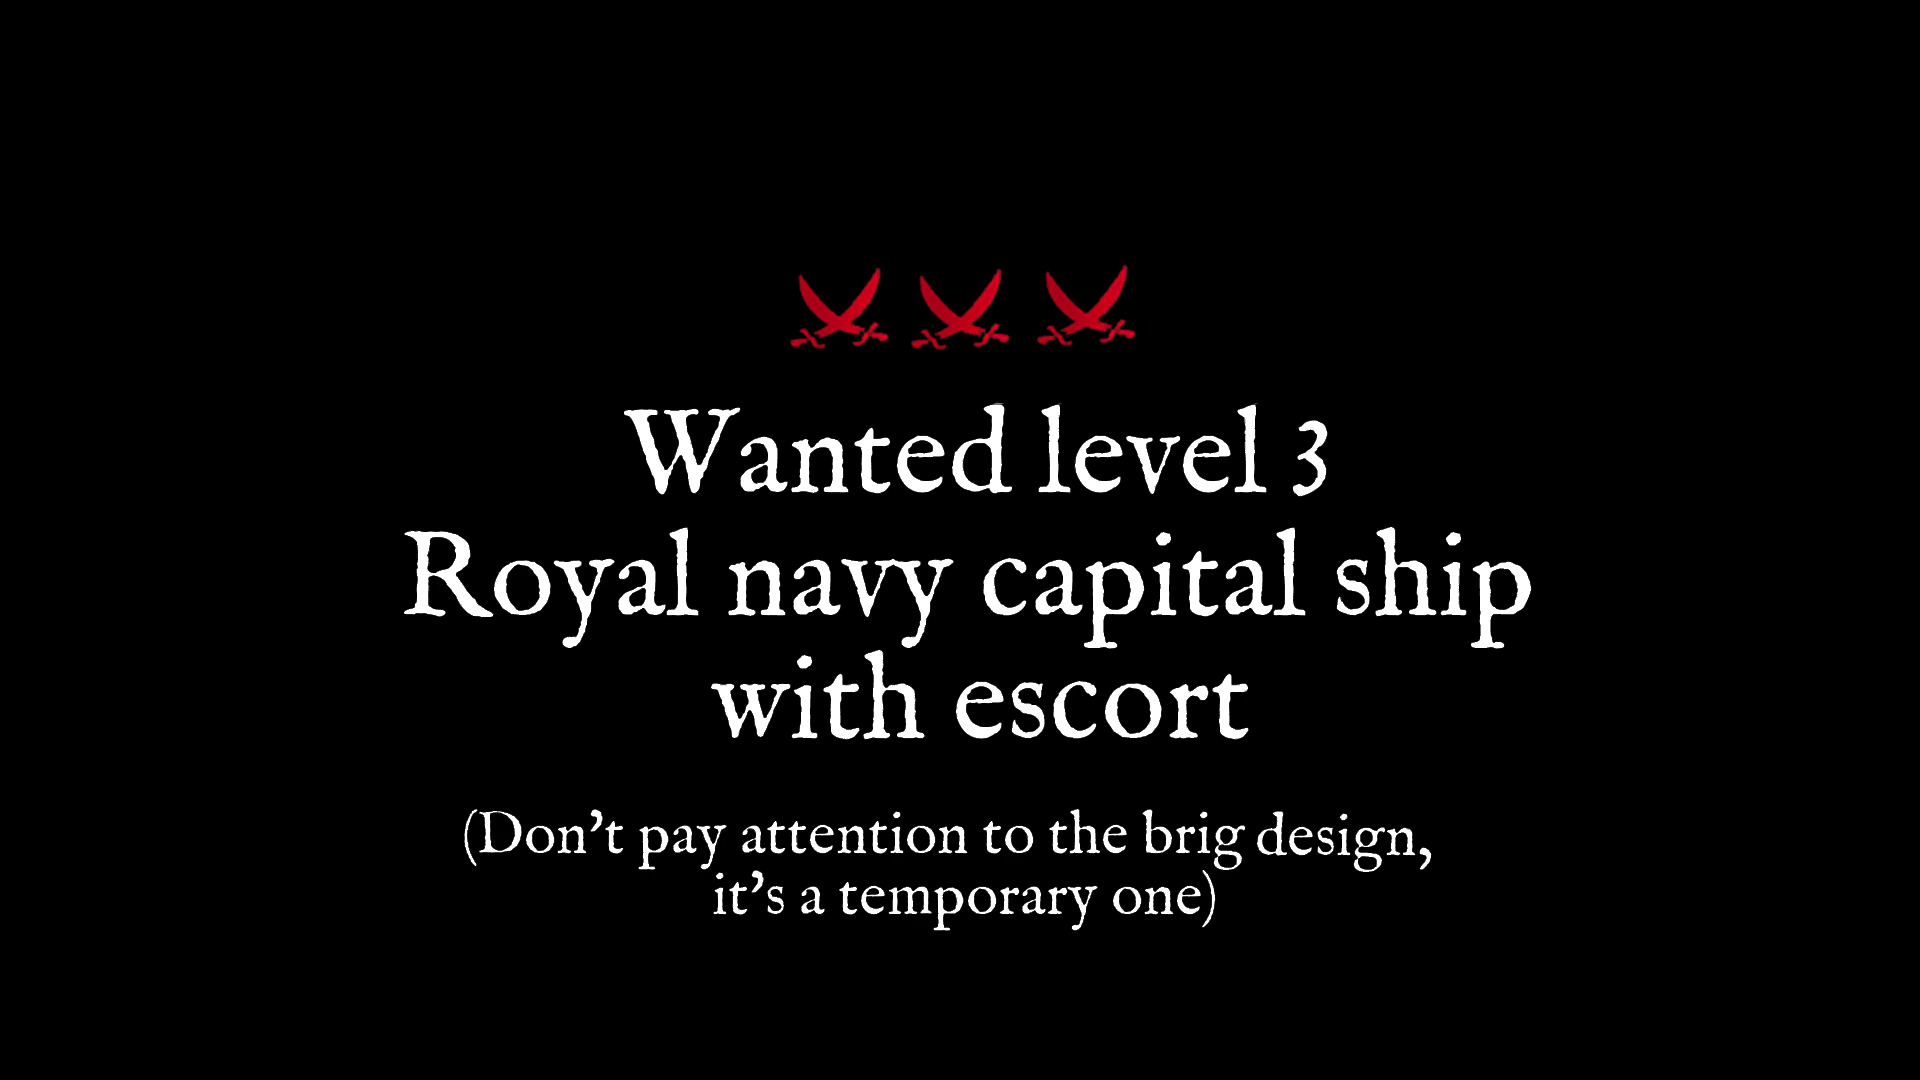 Wanted level 3
Royal navy capital ship
with escort
(Don't pay attention to the brig design,
it's a temporary one)